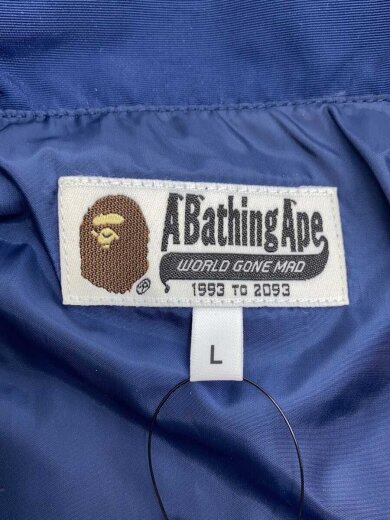 A Bathing Ape
WORLD GONE MAD
1993 TO 2093
L